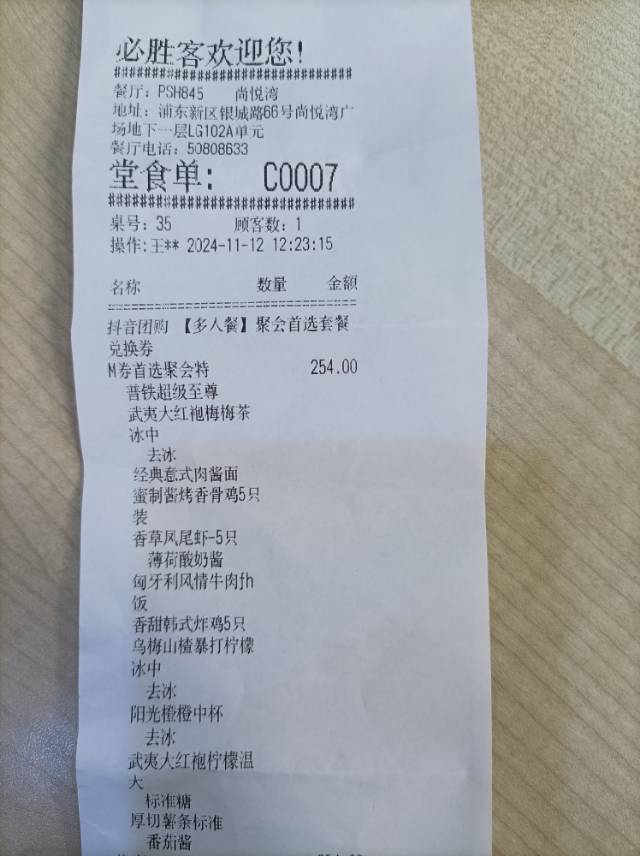 必胜客欢迎您!
################################
餐厅: PSH845 尚悦湾
地址: 浦东新区银城路66号尚悦湾广
场地下一层LG102A单元
餐厅电话: 50808633
堂食单: C0007
################################
桌号: 35 顾客数: 1
操作:王** 2024-11-12 12:23:15
名称 数量 金额
================================
抖音团购 【多人餐】聚会首选套餐
兑换券
M券首选聚会特 254.00
普铁超级至尊
武夷大红袍梅梅茶
冰中
去冰
经典意式肉酱面
蜜制酱烤香骨鸡5只
装
香草凤尾虾-5只
薄荷酸奶酱
匈牙利风情牛肉fh
饭
香甜韩式炸鸡5只
乌梅山楂暴打柠檬
冰中
去冰
阳光橙橙中杯
去冰
武夷大红袍柠檬温
大
标准糖
厚切薯条标准
番茄酱